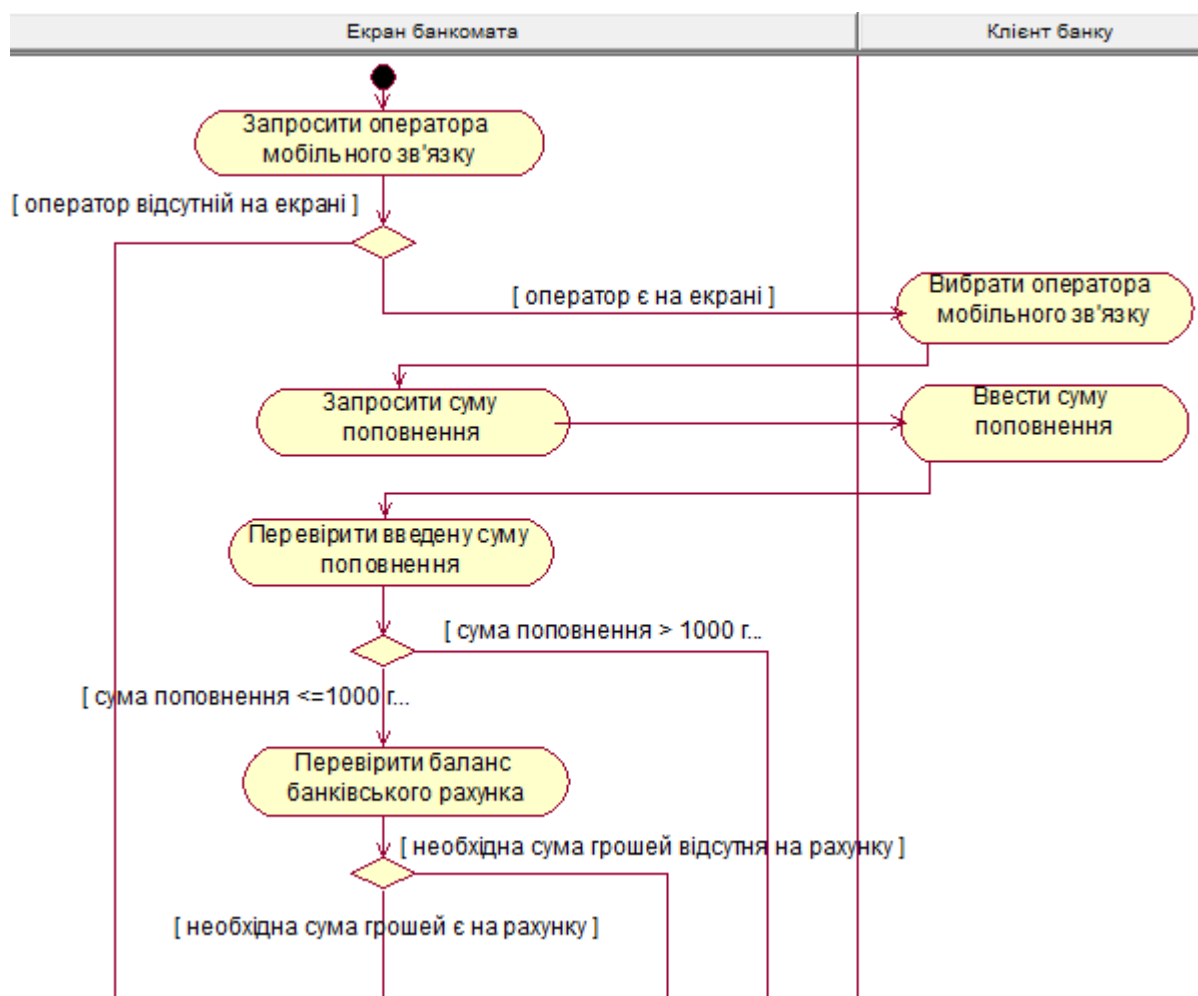 Екран банкомата
Клієнт банку
Запросити оператора
мобільного зв'язку
[ оператор відсутній на екрані ]
[ оператор є на екрані ]
Вибрати оператора
мобільного зв'язку
Запросити суму
поповнення
Ввести суму
поповнення
Перевірити введену суму
поповнення
[ сума поповнення > 1000 г...
[ сума поповнення <=1000 г...
Перевірити баланс
банківського рахунка
[ необхідна сума грошей відсутня на рахунку ]
[ необхідна сума грошей є на рахунку ]